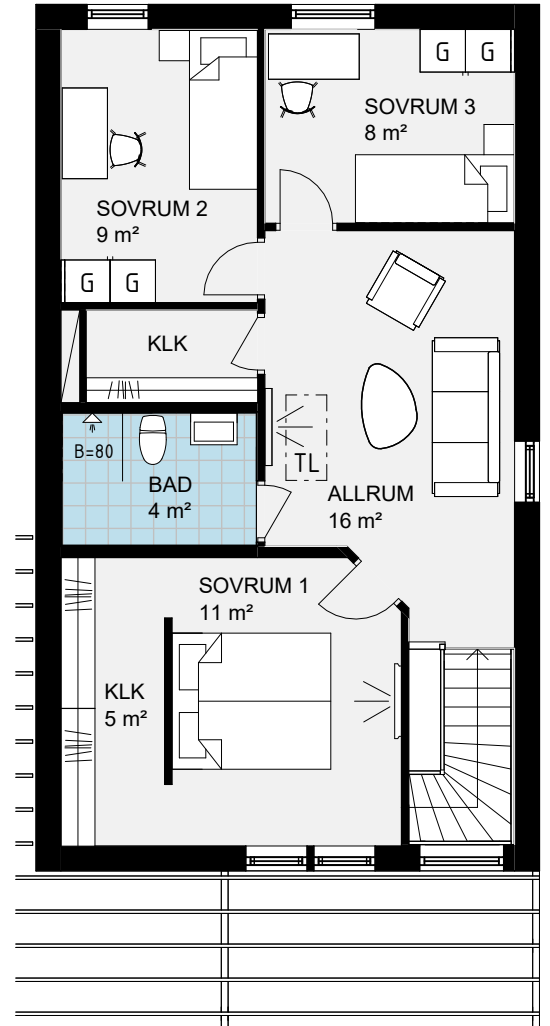 G G
SOVRUM 3
8 m²
SOVRUM 2
9 m²
G G
KLK
B=80
BAD
4 m²
TL
ALLRUM
16 m²
SOVRUM 1
11 m²
KLK
5 m²